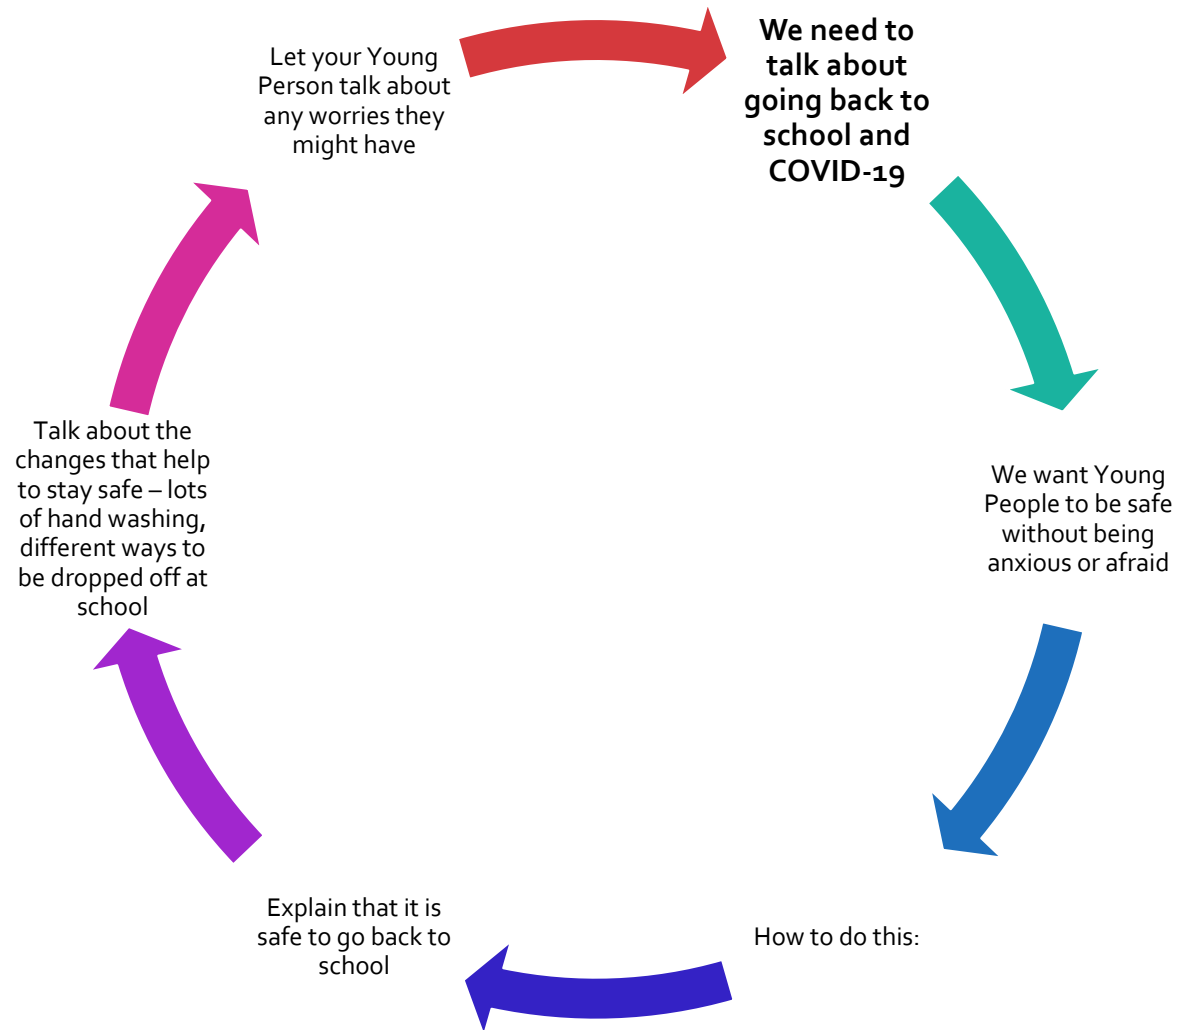 We need to
talk about
going back to
school and
COVID-19
We want Young
People to be safe
without being
anxious or afraid
How to do this:
Explain that it is
safe to go back to
school
Talk about the
changes that help
to stay safe – lots
of hand washing,
different ways to
be dropped off at
school
Let your Young
Person talk about
any worries they
might have